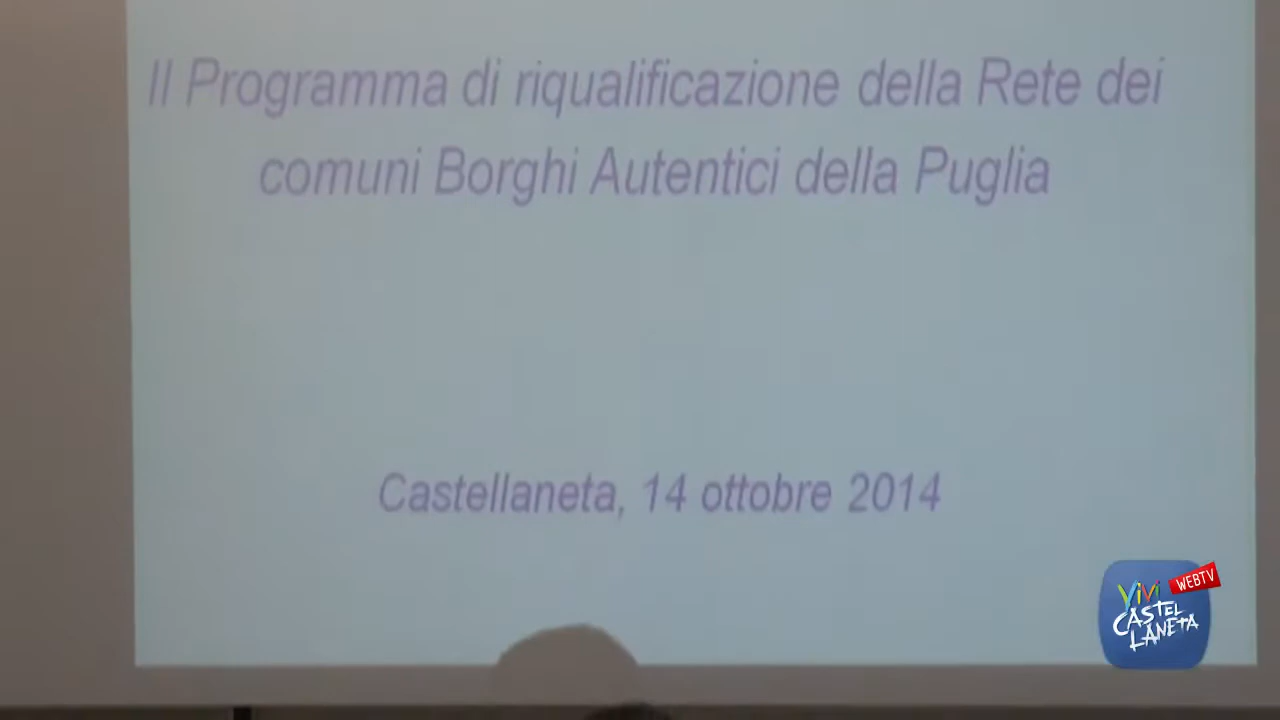 Il Programma di riqualificazione della Rete dei
comuni Borghi Autentici della Puglia
Castellaneta, 14 ottobre 2014
ViVi
WEBTV
CASTEL
LANETA